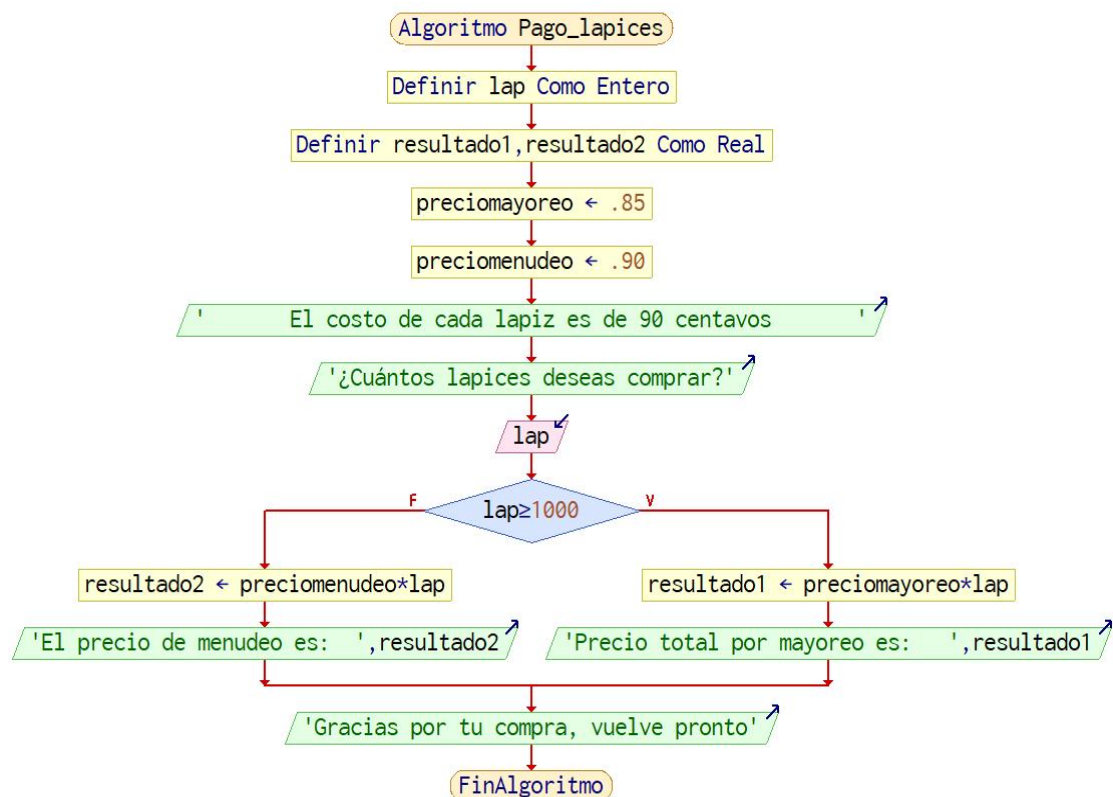 Algoritmo Pago_lapices
Definir lap Como Entero
Definir resultado1,resultado2 Como Real
preciomayoreo ← .85
preciomenudeo ← .90
'       El costo de cada lapiz es de 90 centavos       '
'¿Cuántos lapices deseas comprar?'
lap
F
lap≥1000
V
resultado2 ← preciomenudeo*lap
resultado1 ← preciomayoreo*lap
'El precio de menudeo es:  ',resultado2
'Precio total por mayoreo es:   ',resultado1
'Gracias por tu compra, vuelve pronto'
FinAlgoritmo